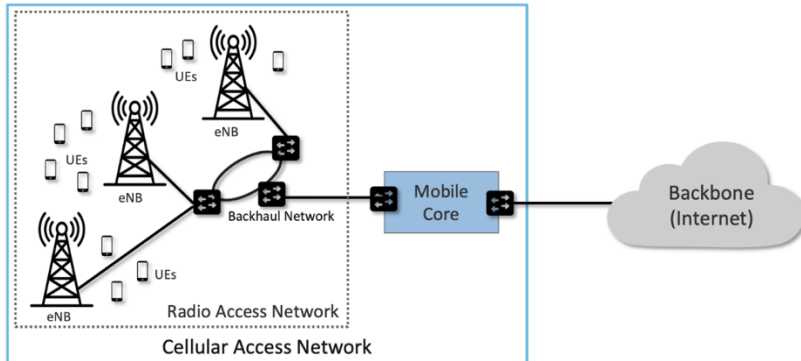 UEs
eNB
UEs
eNB
Backhaul Network
Mobile
Core
Backbone
(Internet)
UEs
eNB
Radio Access Network
Cellular Access Network